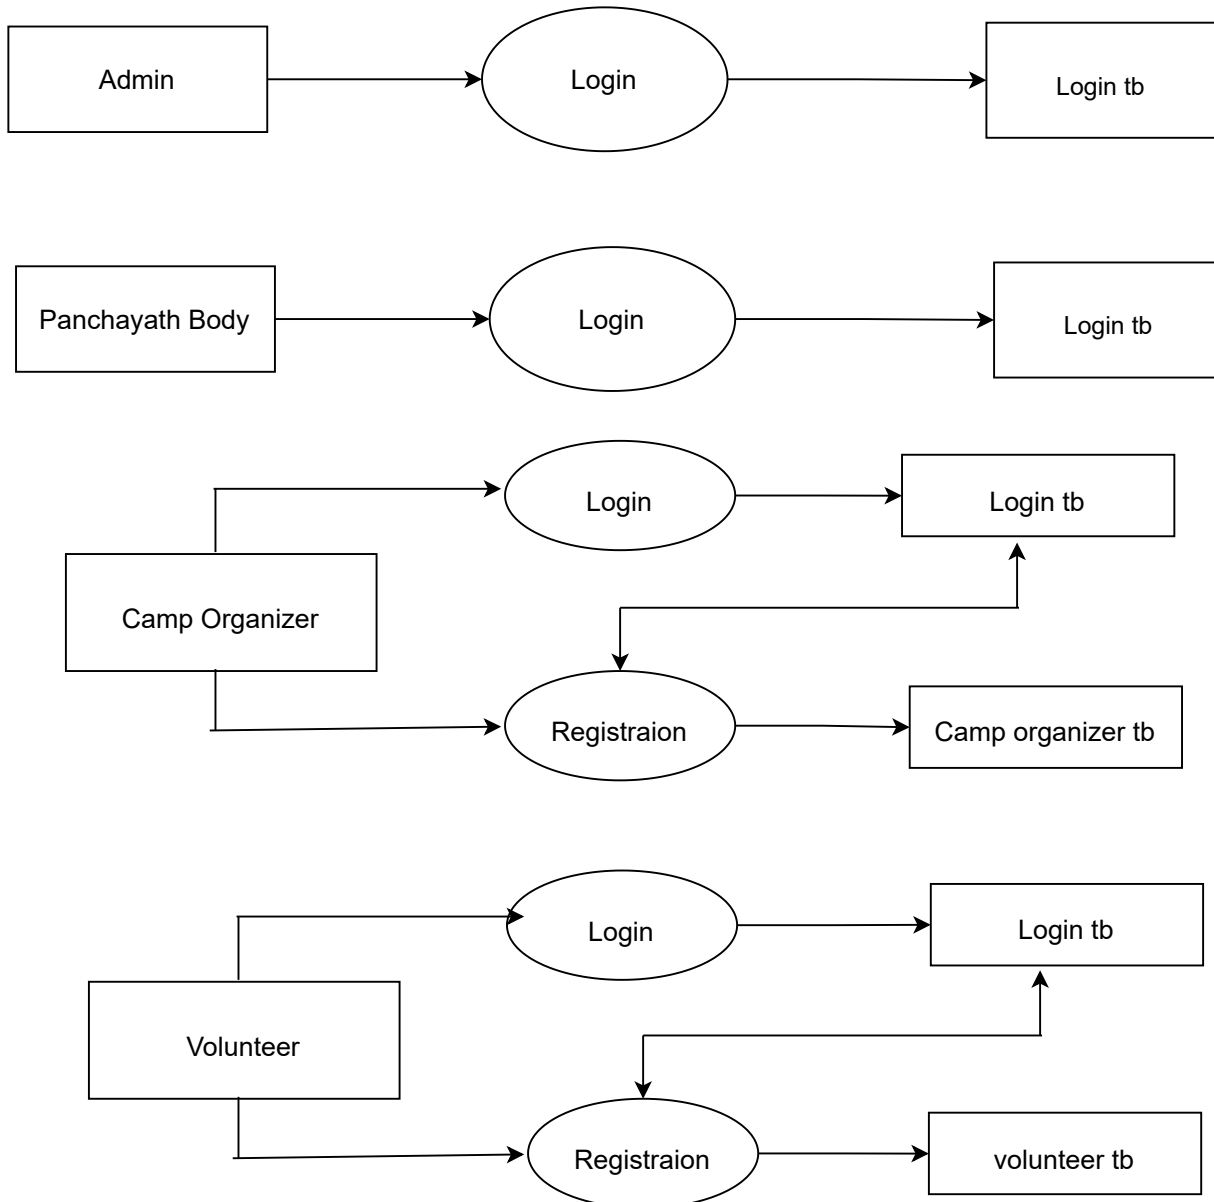 Admin
Login
Login tb
Panchayath Body
Login
Login tb
Login
Login tb
Camp Organizer
Registraion
Camp organizer tb
Login
Login tb
Volunteer
Registraion
volunteer tb